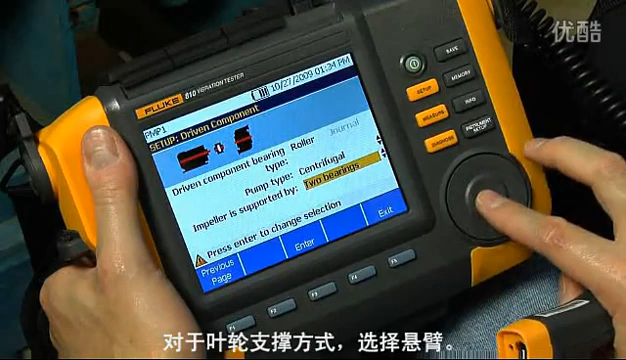 优酷
FLUKE 810 VIBRATION TESTER
10/27/2009 01:34 PM
PMP1
SETUP: Driven Component
Driven component bearing type: Roller Journal
Pump type: Centrifugal
Impeller is supported by: Two bearings
Press enter to change selection
Previous Page
Enter
Exit
SAVE
SETUP
MEMORY
MEASURE
INFO
DIAGNOSE
INSTRUMENT SETUP
F1
F2
F3
F4
F5
对于叶轮支撑方式，选择悬臂。